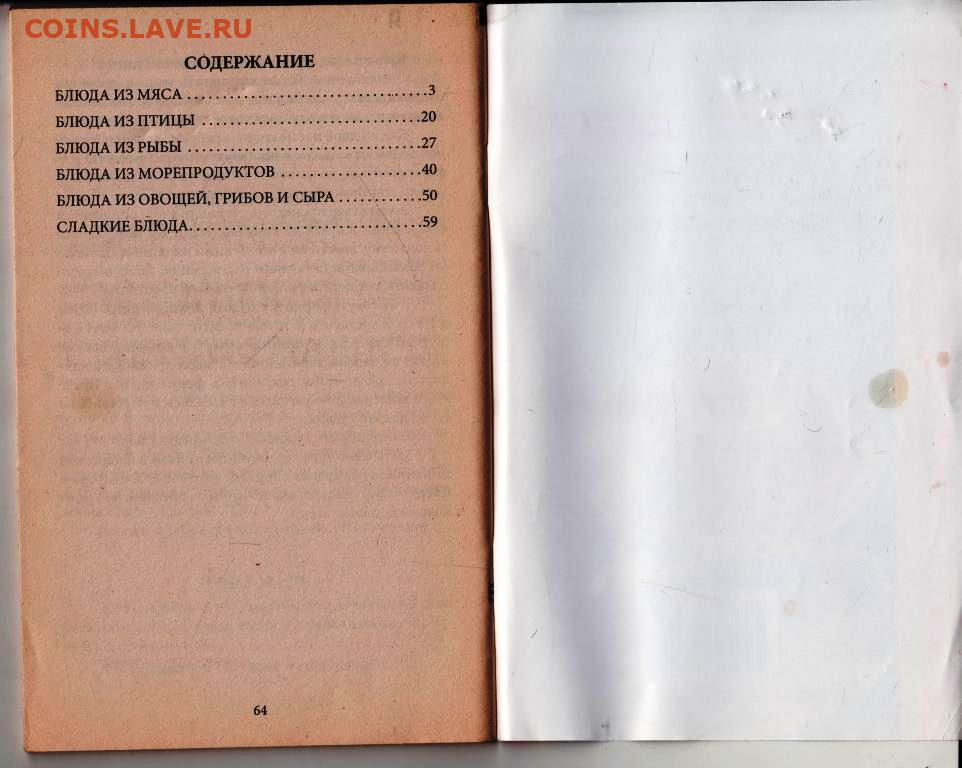 COINS.LAVE.RU
СОДЕРЖАНИЕ
БЛЮДА ИЗ МЯСА ................................. 3
БЛЮДА ИЗ ПТИЦЫ ............................... 20
БЛЮДА ИЗ РЫБЫ ................................. 27
БЛЮДА ИЗ МОРЕПРОДУКТОВ .................... 40
БЛЮДА ИЗ ОВОЩЕЙ, ГРИБОВ И СЫРА ............ 50
СЛАДКИЕ БЛЮДА ................................. 59
64